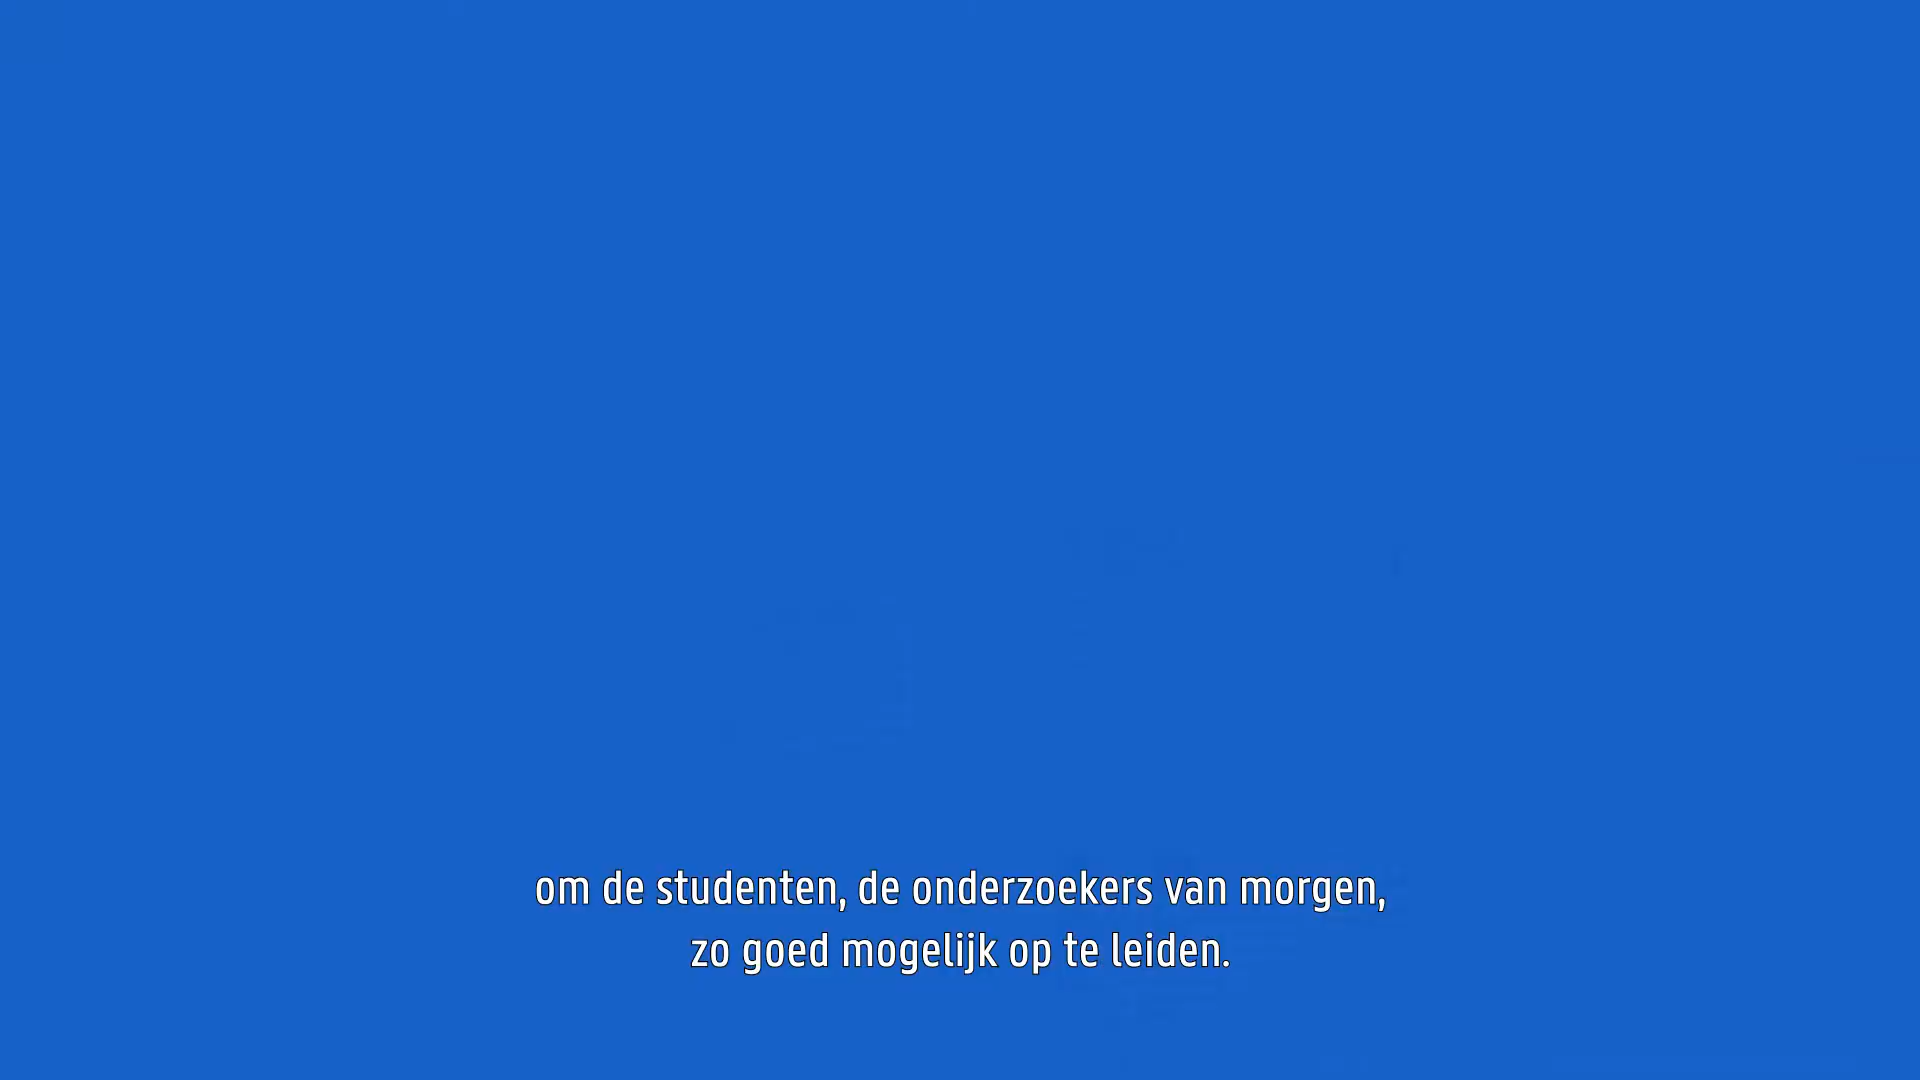 om de studenten, de onderzoekers van morgen,
zo goed mogelijk op te leiden.